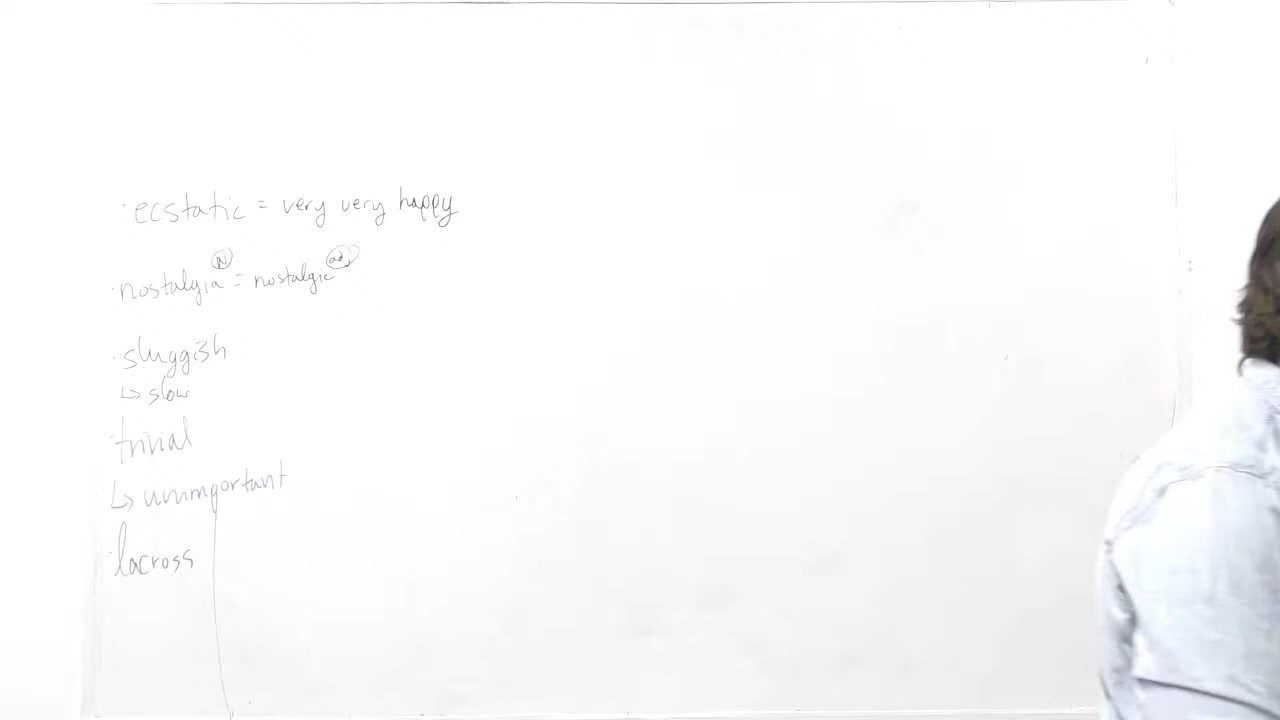 · ecstatic = very very happy
· nostalgia (N) = nostalgic (adj)
· sluggish
↳ slow
· trivial
↳ unimportant
· lacross